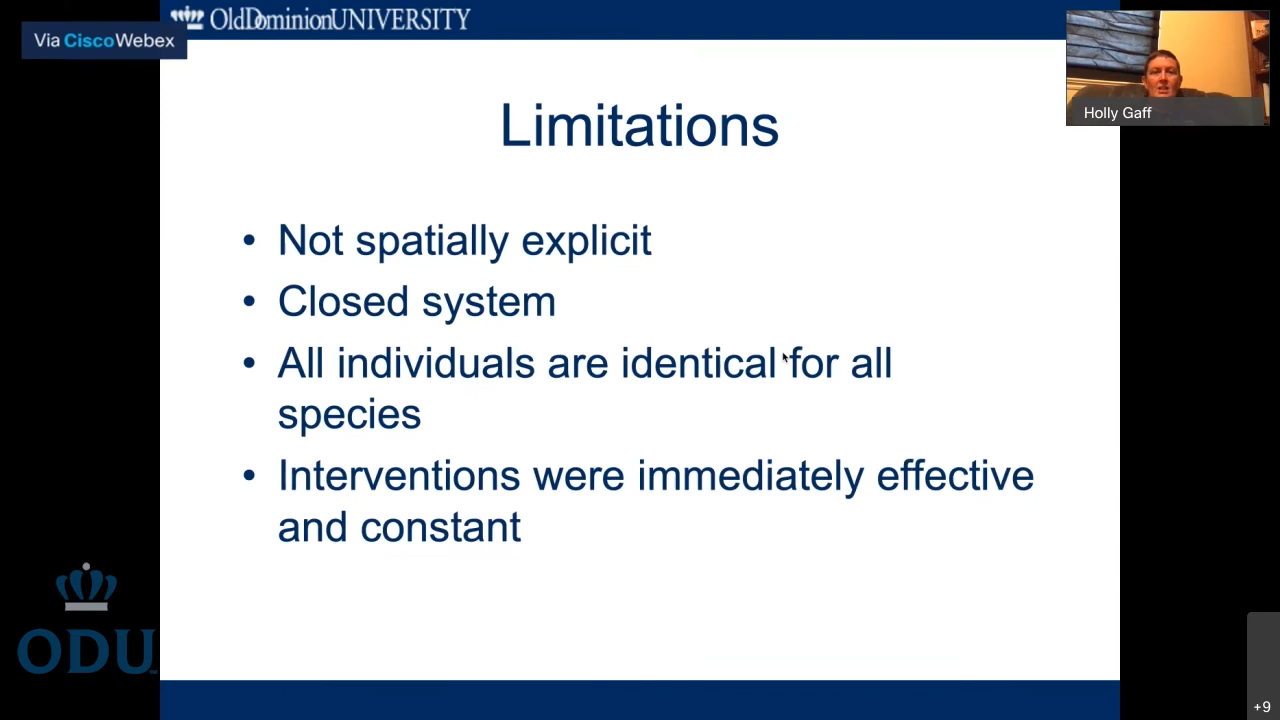 OldDominionUNIVERSITY
Via CiscoWebex
Holly Gaff
Limitations
• Not spatially explicit
• Closed system
• All individuals are identical for all
species
• Interventions were immediately effective
and constant
ODU
+9